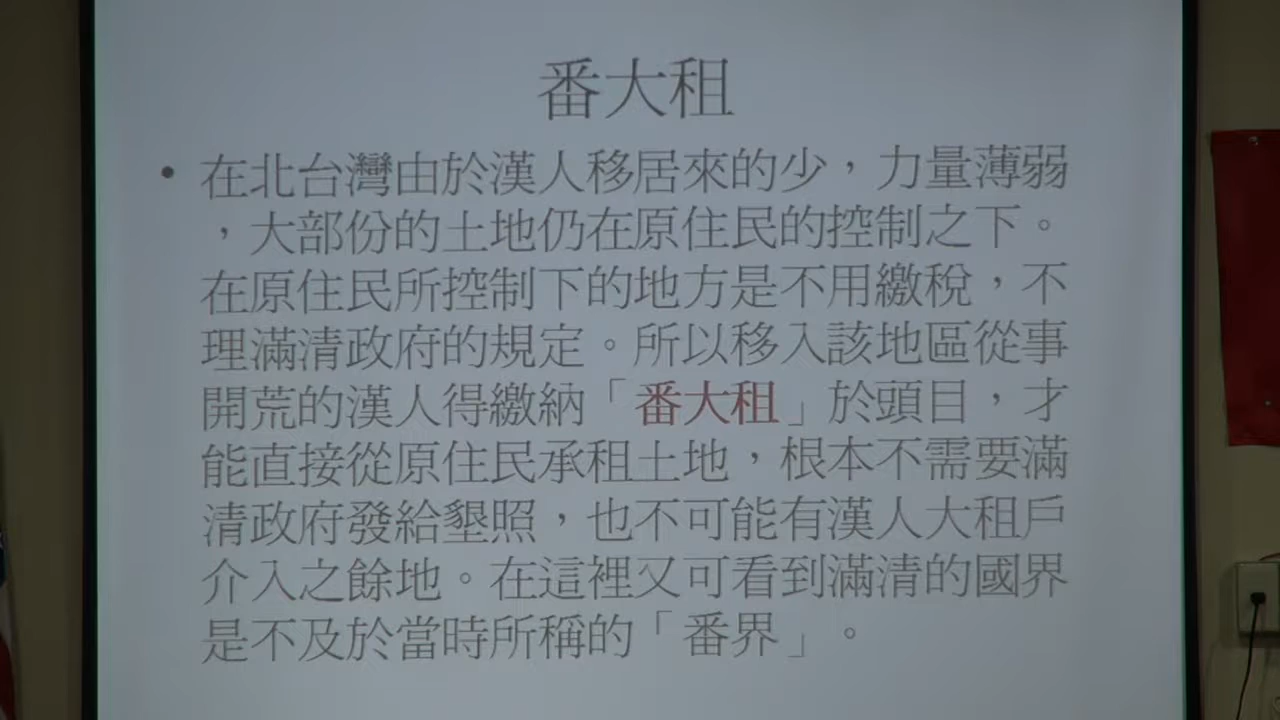 番大租
• 在北台灣由於漢人移居來的少，力量薄弱
，大部份的土地仍在原住民的控制之下。
在原住民所控制下的地方是不用繳稅，不
理滿清政府的規定。所以移入該地區從事
開荒的漢人得繳納「番大租」於頭目，才
能直接從原住民承租土地，根本不需要滿
清政府發給墾照，也不可能有漢人大租戶
介入之餘地。在這裡又可看到滿清的國界
是不及於當時所稱的「番界」。